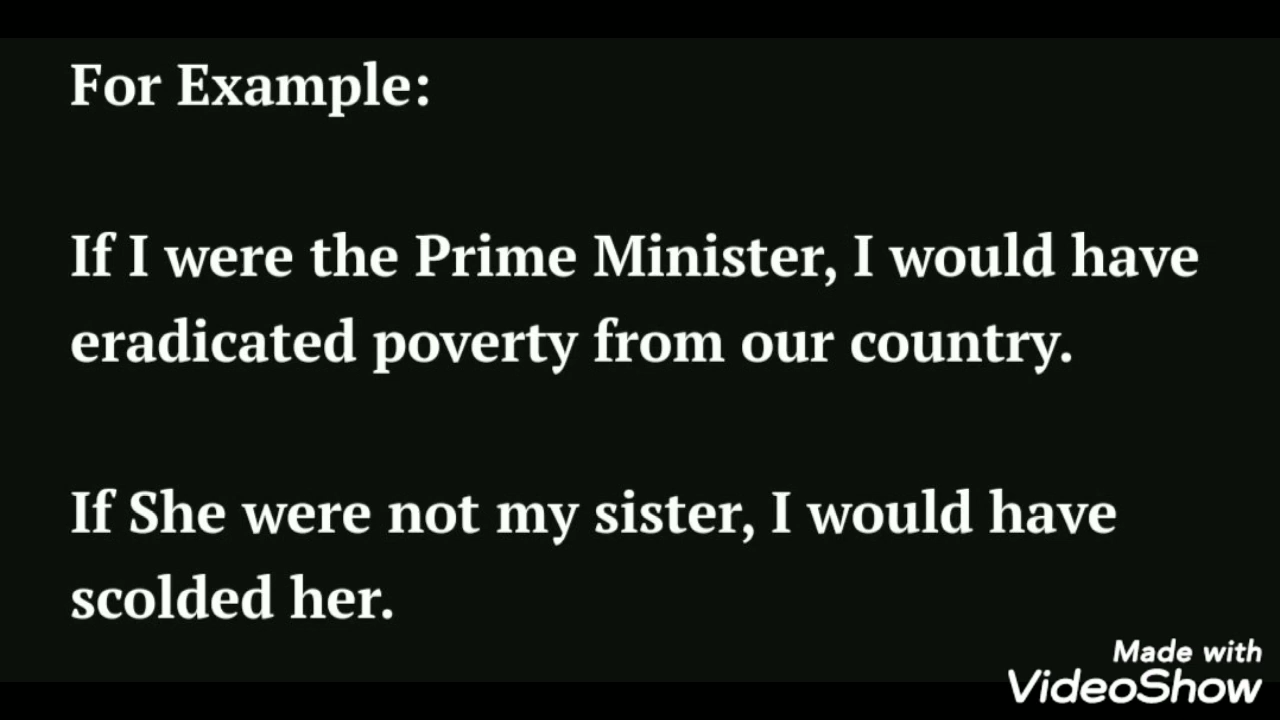 For Example:
If I were the Prime Minister, I would have
eradicated poverty from our country.
If She were not my sister, I would have
scolded her.
Made with
VideoShow